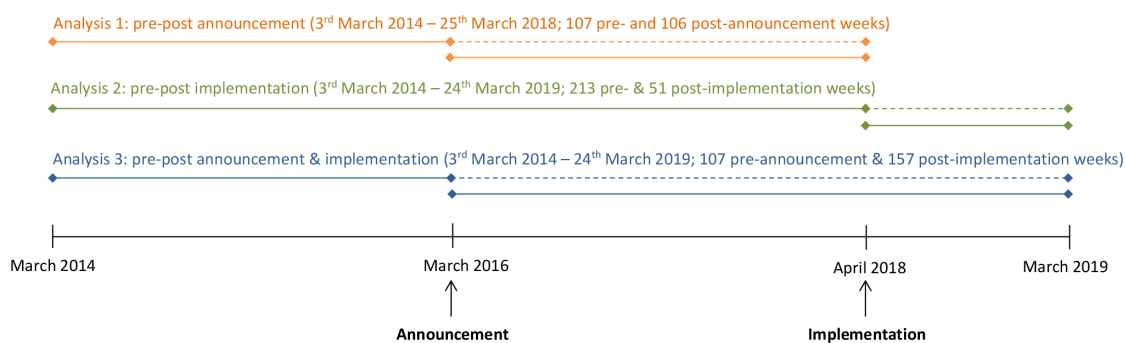 Analysis 1: pre-post announcement (3rd March 2014 – 25th March 2018; 107 pre- and 106 post-announcement weeks)
Analysis 2: pre-post implementation (3rd March 2014 – 24th March 2019; 213 pre- & 51 post-implementation weeks)
Analysis 3: pre-post announcement & implementation (3rd March 2014 – 24th March 2019; 107 pre-announcement & 157 post-implementation weeks)
March 2014
March 2016
April 2018
March 2019
Announcement
Implementation